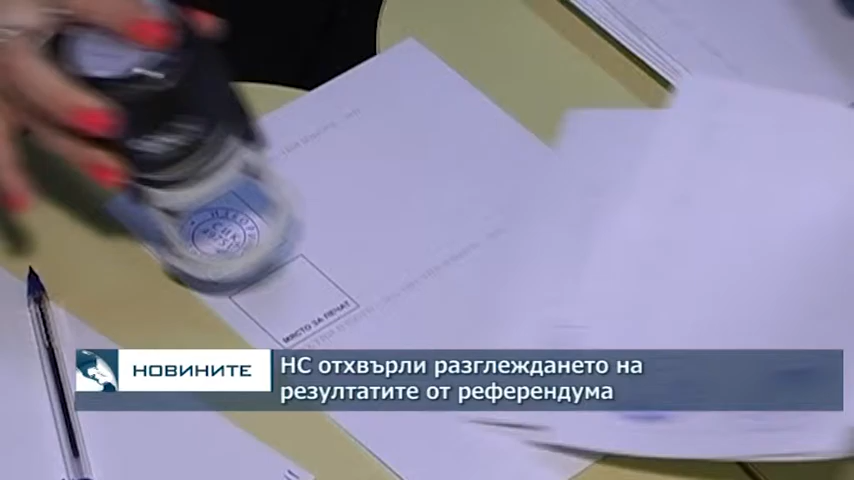 МЯСТО ЗА ПЕЧАТ
НОВИНИТЕ
НС отхвърли разглеждането на
резултатите от референдума